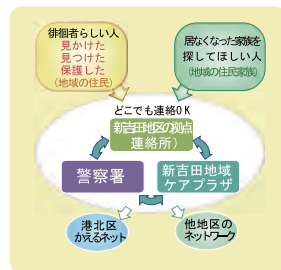 徘徊者らしい人
見かけた
見つけた
保護した
(地域の住民)
居なくなった家族を
探してほしい人
(地域の住民家族)
どこでも連絡OK
新吉田地区の拠点
連絡所)
警察署
新吉田地域
ケアプラザ
港北区
かえるネット
他地区の
ネットワーク